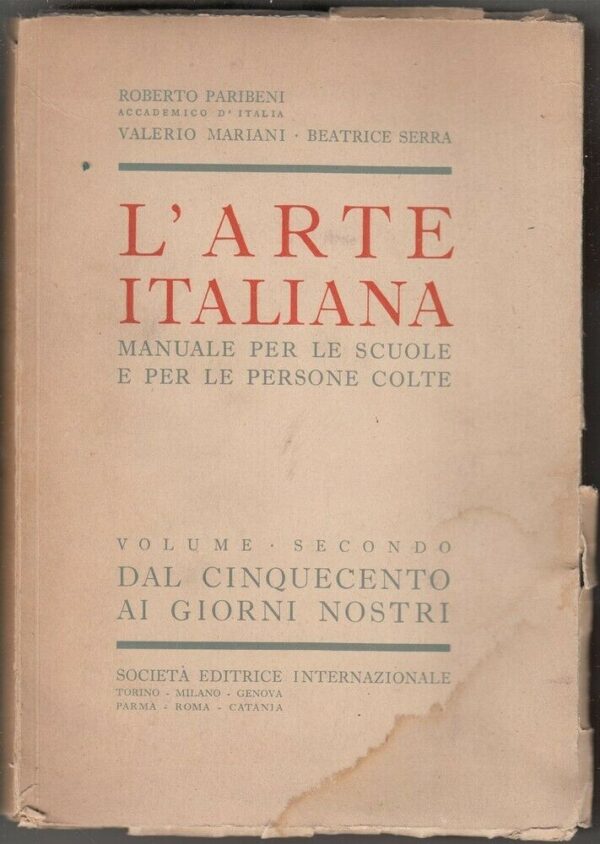 ROBERTO PARIBENI
ACCADEMICO D'ITALIA
VALERIO MARIANI · BEATRICE SERRA
L'ARTE
ITALIANA
MANUALE PER LE SCUOLE
E PER LE PERSONE COLTE
VOLUME · SECONDO
DAL CINQUECENTO
AI GIORNI NOSTRI
SOCIETÀ EDITRICE INTERNAZIONALE
TORINO - MILANO - GENOVA
PARMA - ROMA - CATANIA